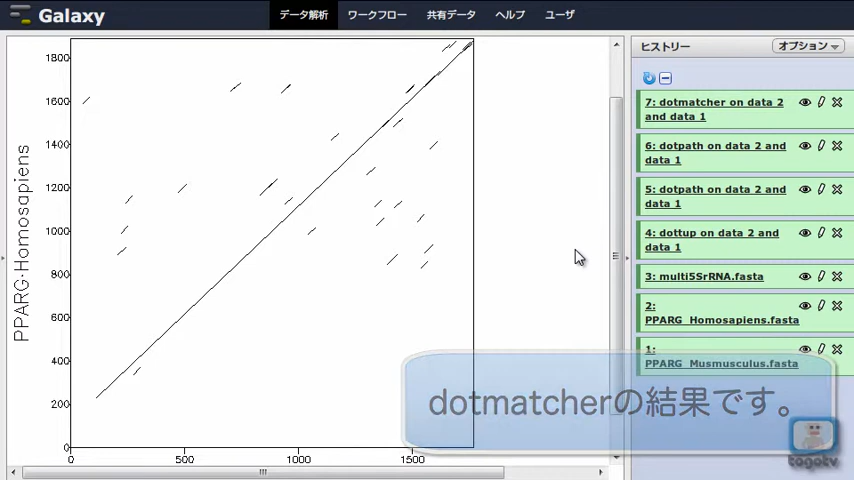 Galaxy
データ解析
ワークフロー
共有データ
ヘルプ
ユーザ
1800
1600
1400
1200
1000
800
600
400
200
0
PPARG-Homosapiens
0
500
1000
1500
ヒストリー
オプション
7: dotmatcher on data 2
and data 1
6: dotpath on data 2 and
data 1
5: dotpath on data 2 and
data 1
4: dottup on data 2 and
data 1
3: multi5SrRNA.fasta
2:
PPARG_Homosapiens.fasta
1:
PPARG_Musmusculus.fasta
dotmatcherの結果です。
togotv